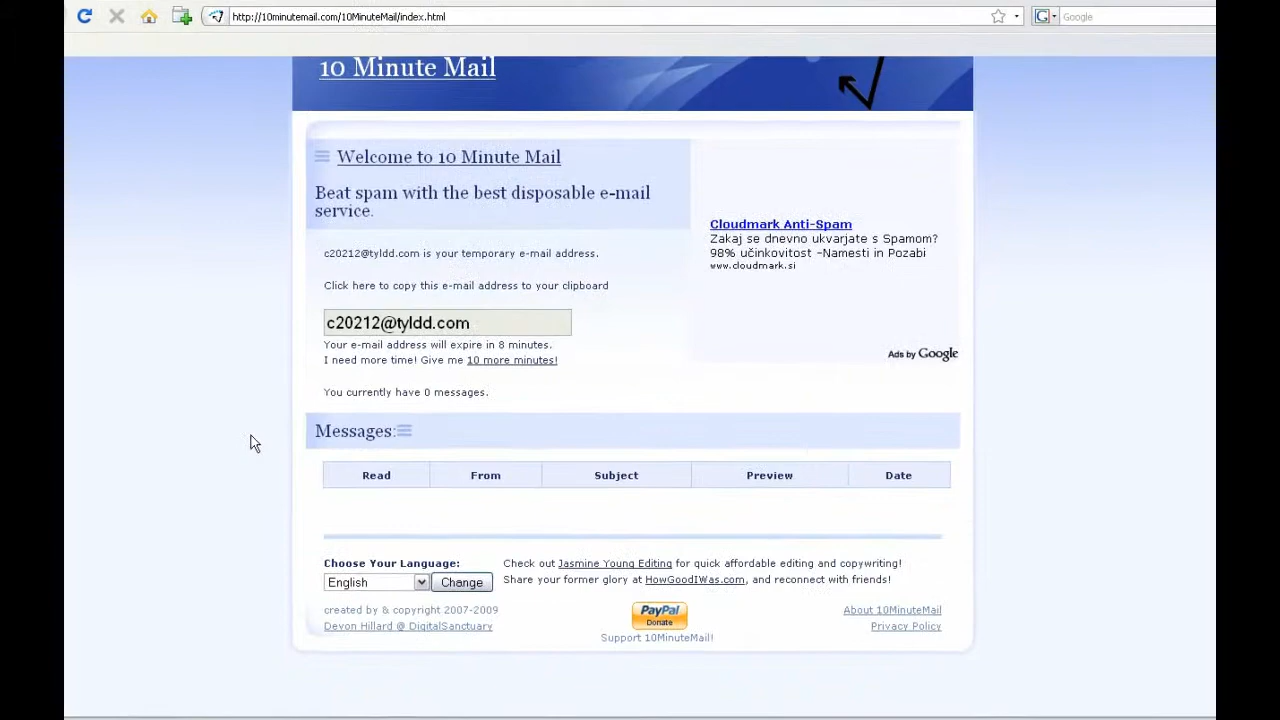 http://10minutemail.com/10MinuteMail/index.html
Google
10 Minute Mail
Welcome to 10 Minute Mail
Beat spam with the best disposable e-mail
service.
c20212@tyldd.com is your temporary e-mail address.
Click here to copy this e-mail address to your clipboard
c20212@tyldd.com
Your e-mail address will expire in 8 minutes.
I need more time! Give me 10 more minutes!
You currently have 0 messages.
Cloudmark Anti-Spam
Zakaj se dnevno ukvarjate s Spamom?
98% učinkovitost -Namesti in Pozabi
www.cloudmark.si
Ads by Google
Messages:
Read From Subject Preview Date
Choose Your Language:
English Change
Check out Jasmine Young Editing for quick affordable editing and copywriting!
Share your former glory at HowGoodIWas.com, and reconnect with friends!
created by & copyright 2007-2009
Devon Hillard @ DigitalSanctuary
PayPal
Donate
Support 10MinuteMail!
About 10MinuteMail
Privacy Policy